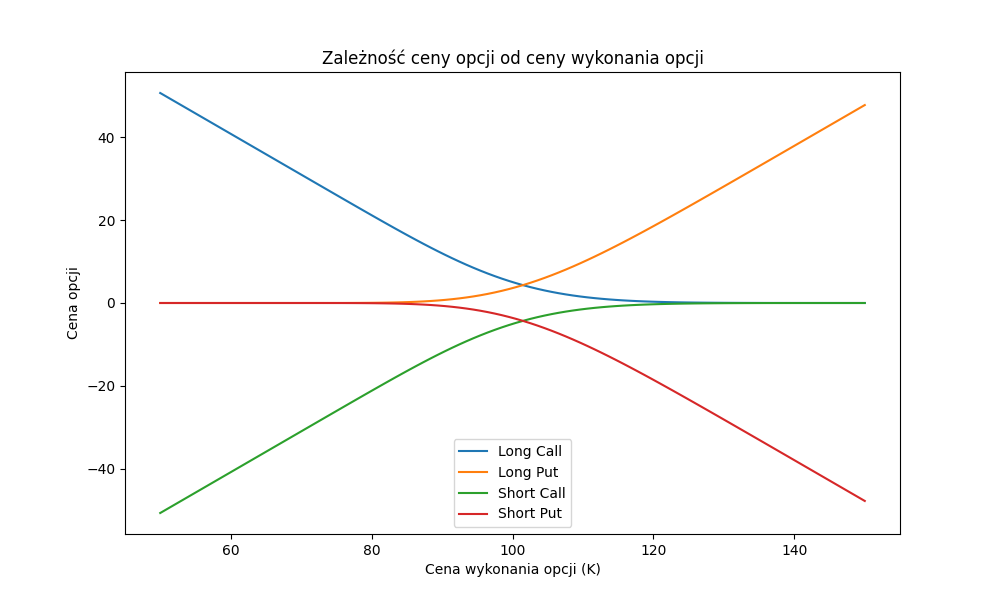 Zależność ceny opcji od ceny wykonania opcji
Cena opcji
40
20
0
−20
−40
Long Call
Long Put
Short Call
Short Put
60
80
100
120
140
Cena wykonania opcji (K)